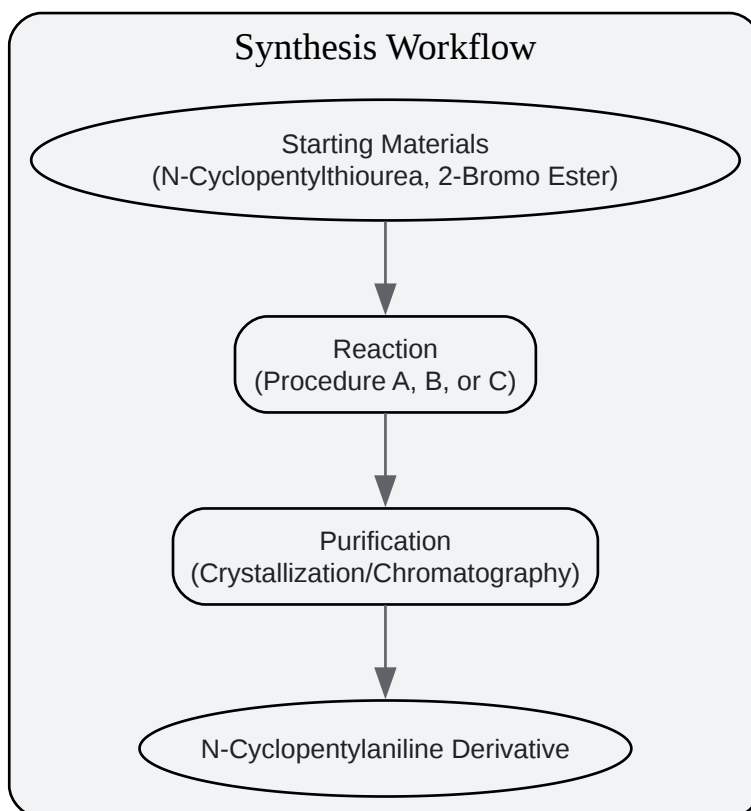 Synthesis Workflow
Starting Materials
(N-Cyclopentylthiourea, 2-Bromo Ester)
Reaction
(Procedure A, B, or C)
Purification
(Crystallization/Chromatography)
N-Cyclopentylaniline Derivative